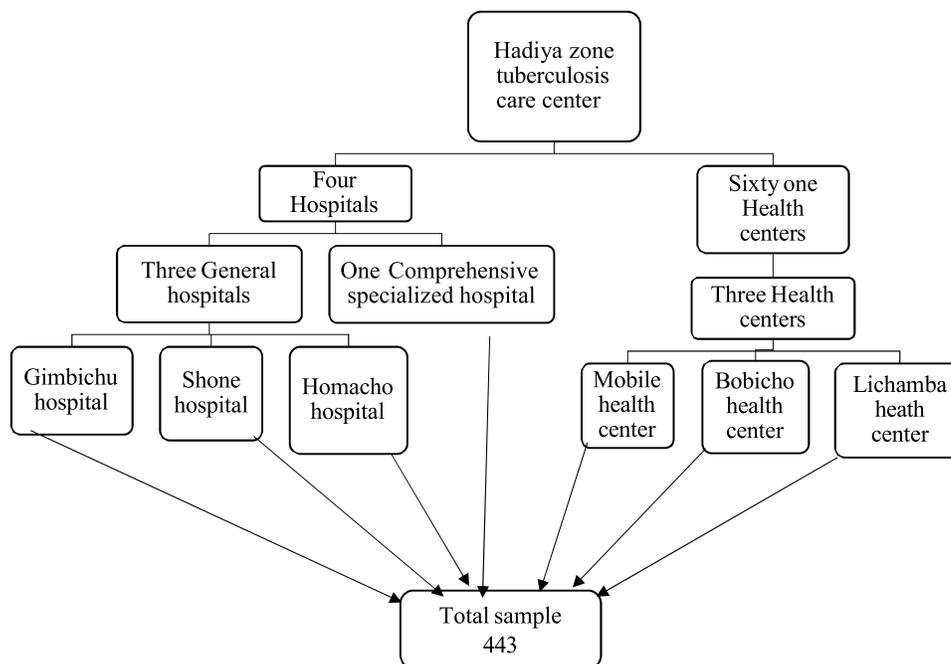 Hadiya zone
tuberculosis
care center
Four
Hospitals
Sixty one
Health
centers
Three General
hospitals
One Comprehensive
specialized hospital
Three Health
centers
Gimbichu
hospital
Shone
hospital
Homacho
hospital
Mobile
health
center
Bobicho
health
center
Lichamba
heath
center
Total sample
443